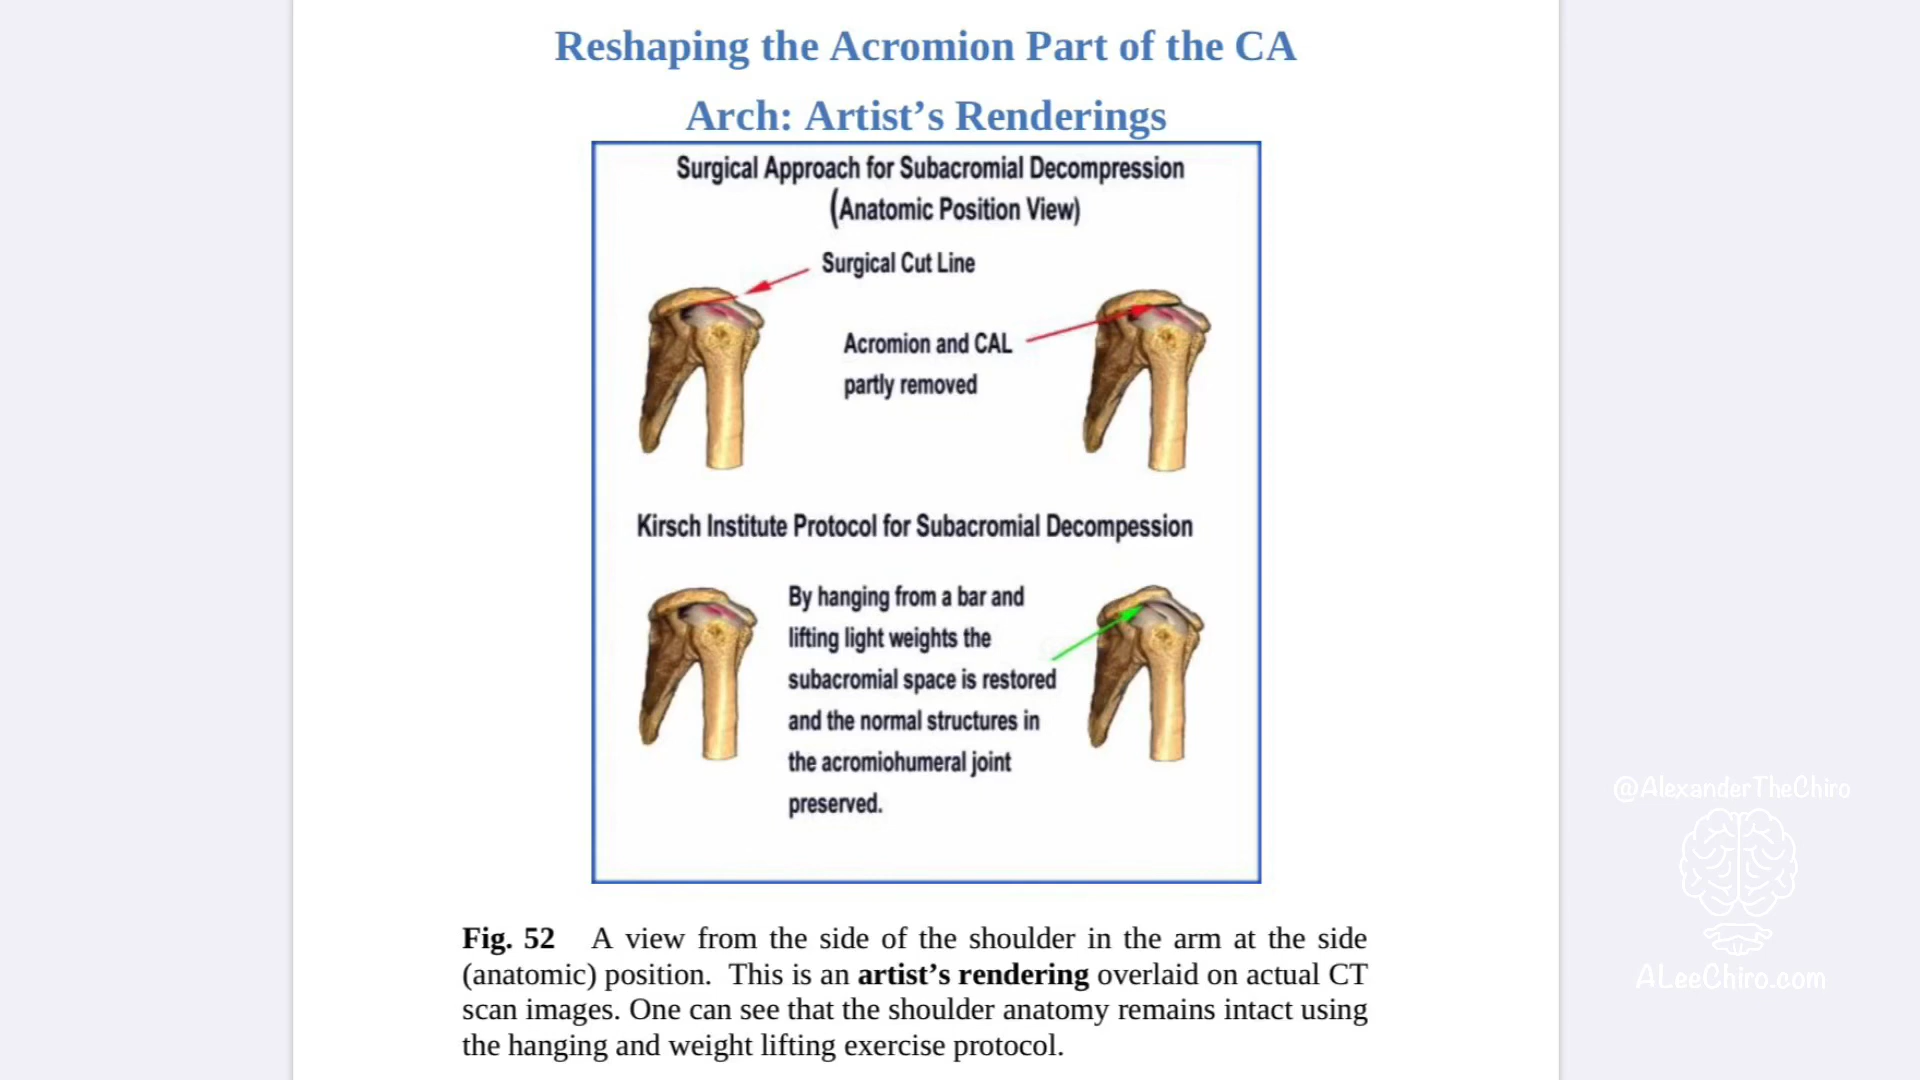 Reshaping the Acromion Part of the CA
Arch: Artist’s Renderings
Surgical Approach for Subacromial Decompression
(Anatomic Position View)
Surgical Cut Line
Acromion and CAL
partly removed
Kirsch Institute Protocol for Subacromial Decompession
By hanging from a bar and
lifting light weights the
subacromial space is restored
and the normal structures in
the acromiohumeral joint
preserved.
Fig. 52 A view from the side of the shoulder in the arm at the side
(anatomic) position. This is an artist’s rendering overlaid on actual CT
scan images. One can see that the shoulder anatomy remains intact using
the hanging and weight lifting exercise protocol.
@AlexanderTheChiro
ALeeChiro.com